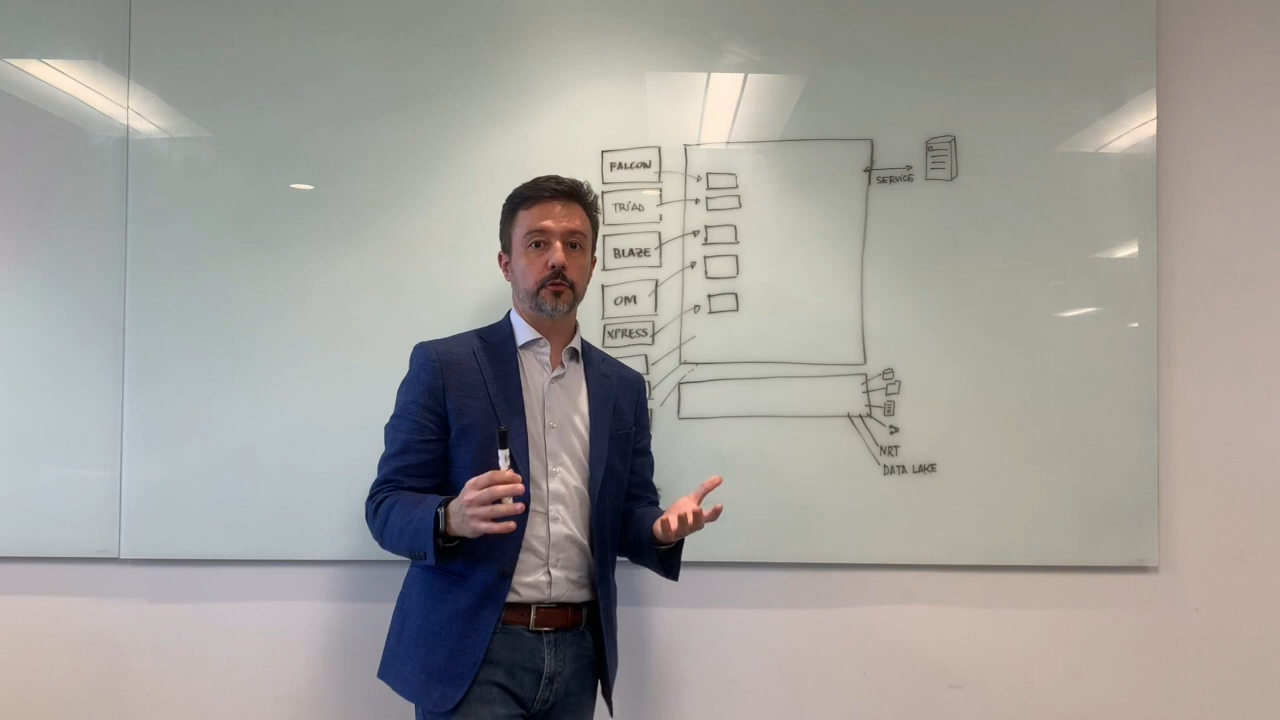 FALCON
TRIAD
BLAZE
OM
XPRESS
SERVICE
NRT
DATA LAKE